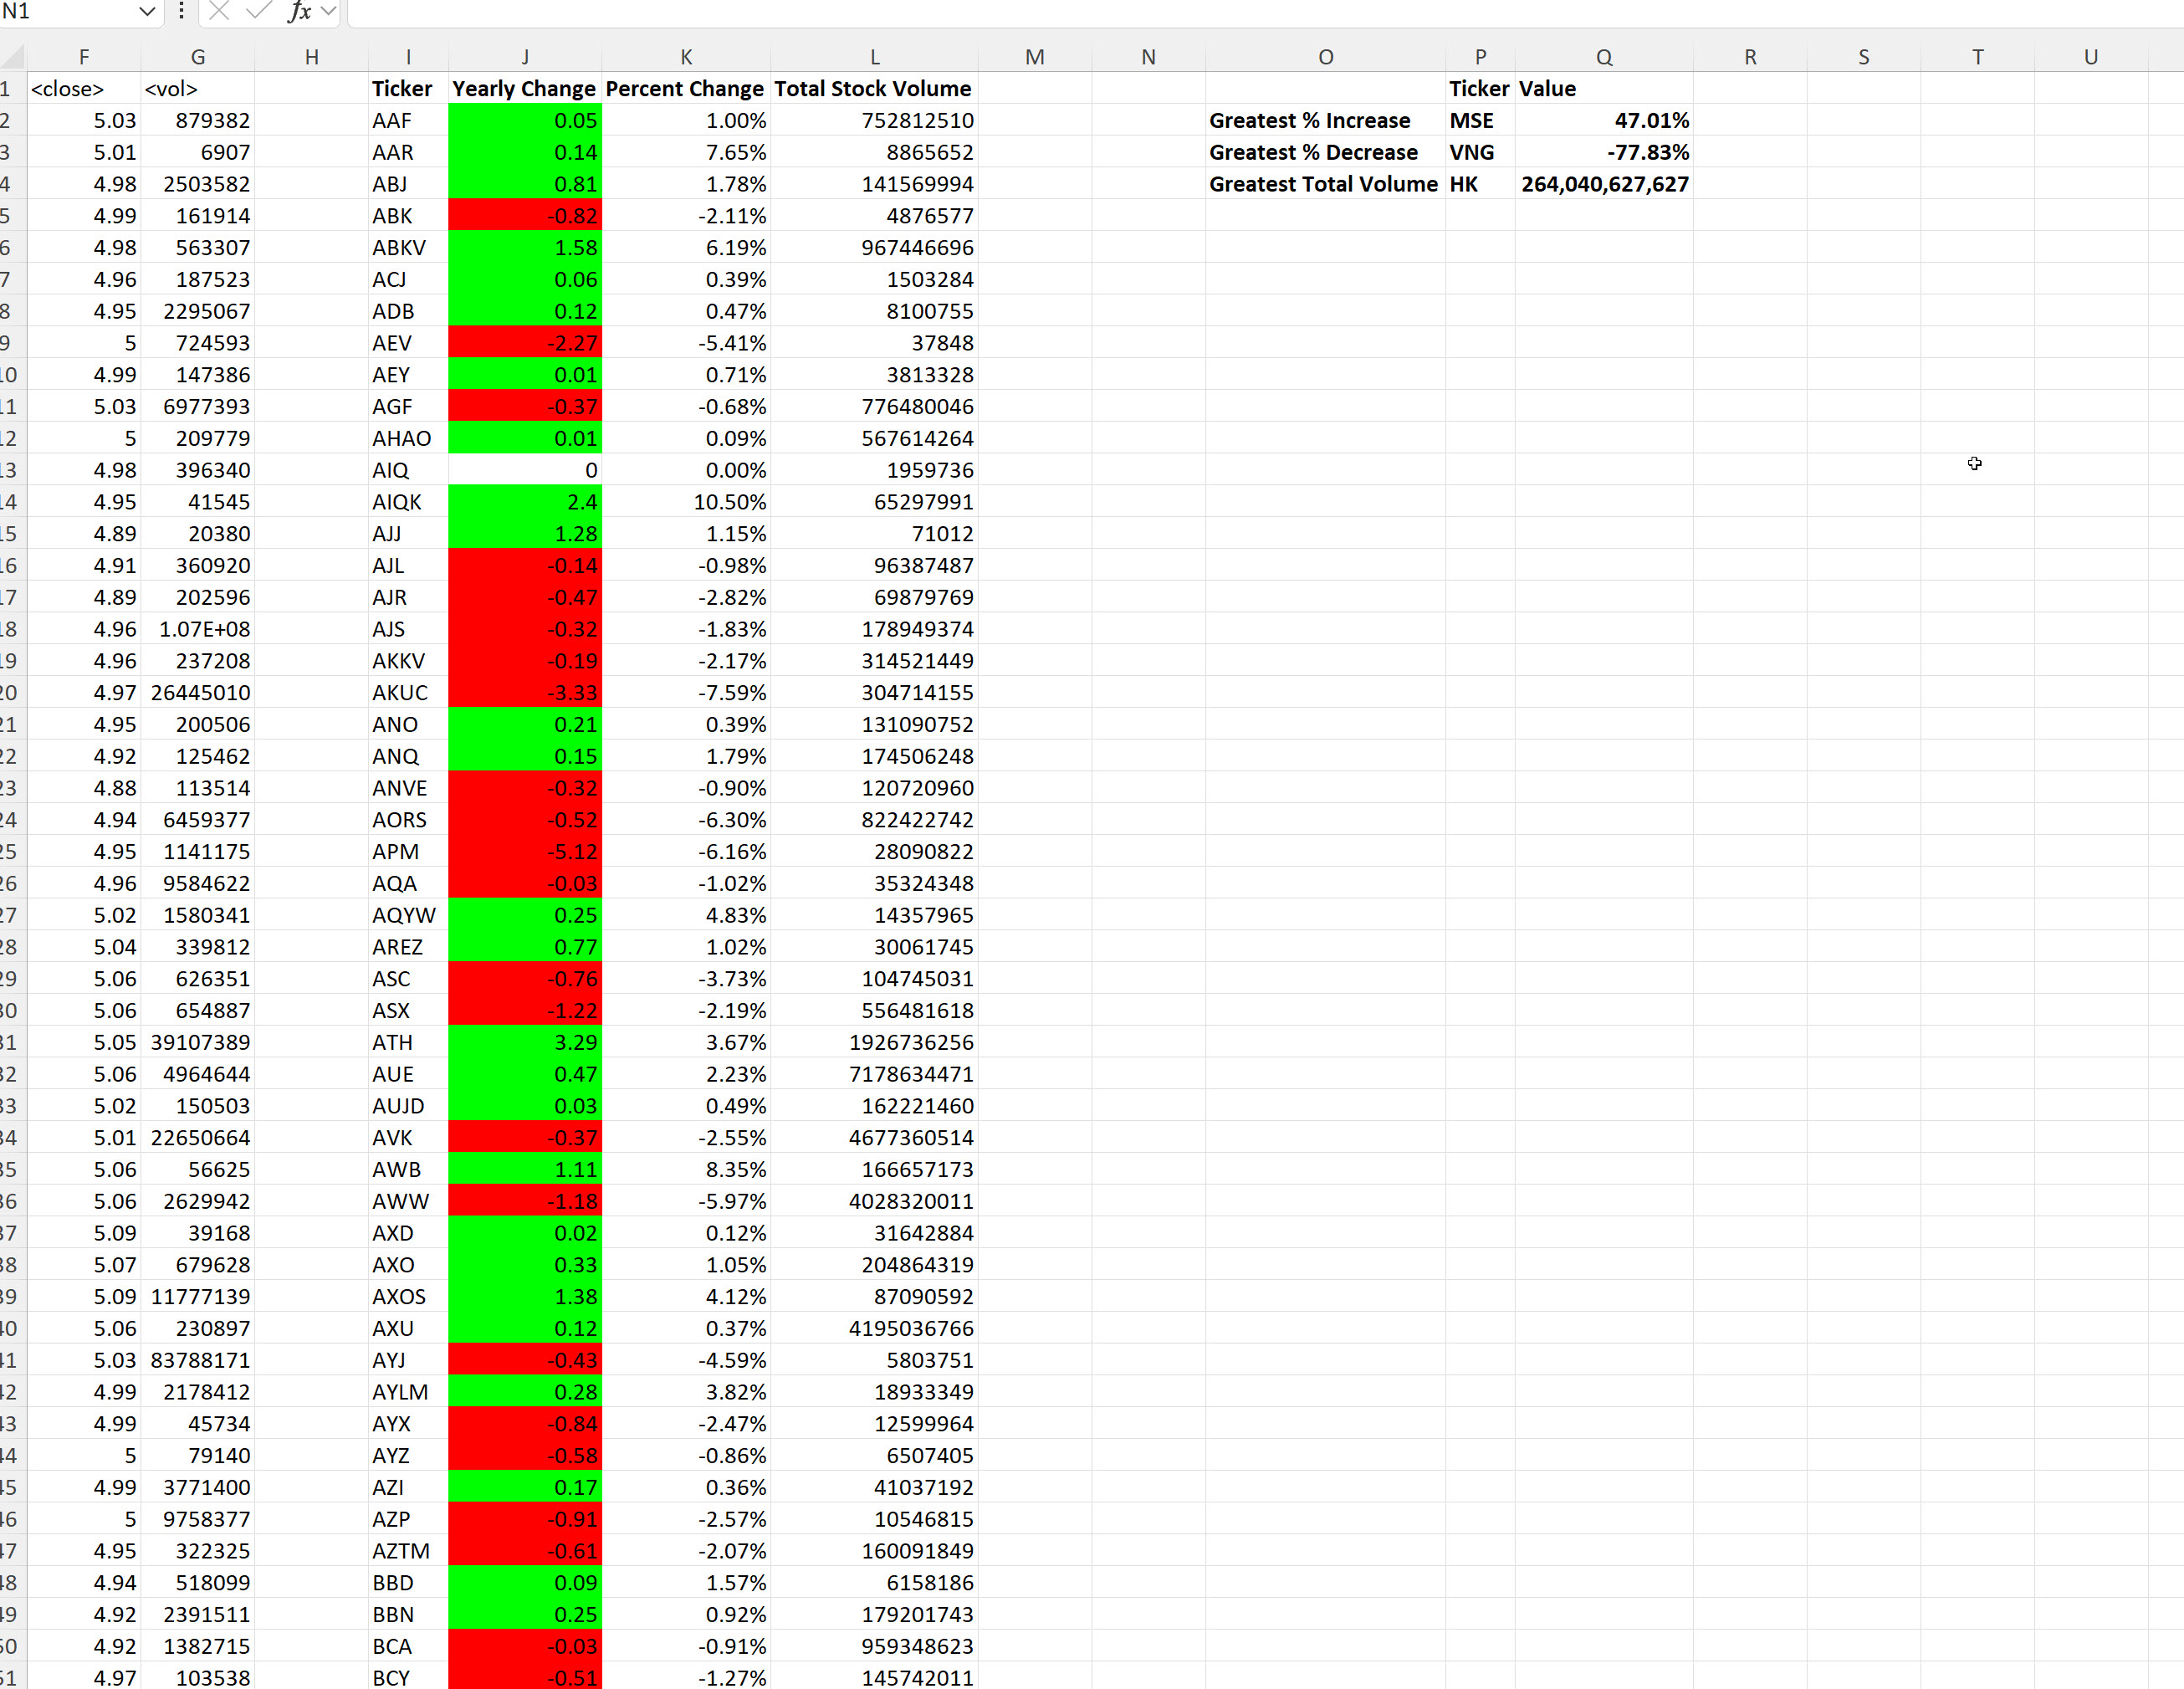 N1 fx
F G H I J K L M N O P Q R S T U
1 <close> <vol> Ticker Yearly Change Percent Change Total Stock Volume Ticker Value
2 5.03 879382 AAF 0.05 1.00% 752812510 Greatest % Increase MSE 47.01%
3 5.01 6907 AAR 0.14 7.65% 8865652 Greatest % Decrease VNG -77.83%
4 4.98 2503582 ABJ 0.81 1.78% 141569994 Greatest Total Volume HK 264,040,627,627
5 4.99 161914 ABK -0.82 -2.11% 4876577
6 4.98 563307 ABKV 1.58 6.19% 967446696
7 4.96 187523 ACJ 0.06 0.39% 1503284
8 4.95 2295067 ADB 0.12 0.47% 8100755
9 5 724593 AEV -2.27 -5.41% 37848
10 4.99 147386 AEY 0.01 0.71% 3813328
11 5.03 6977393 AGF -0.37 -0.68% 776480046
12 5 209779 AHAO 0.01 0.09% 567614264
13 4.98 396340 AIQ 0 0.00% 1959736
14 4.95 41545 AIQK 2.4 10.50% 65297991
15 4.89 20380 AJJ 1.28 1.15% 71012
16 4.91 360920 AJL -0.14 -0.98% 96387487
17 4.89 202596 AJR -0.47 -2.82% 69879769
18 4.96 1.07E+08 AJS -0.32 -1.83% 178949374
19 4.96 237208 AKKV -0.19 -2.17% 314521449
20 4.97 26445010 AKUC -3.33 -7.59% 304714155
21 4.95 200506 ANO 0.21 0.39% 131090752
22 4.92 125462 ANQ 0.15 1.79% 174506248
23 4.88 113514 ANVE -0.32 -0.90% 120720960
24 4.94 6459377 AORS -0.52 -6.30% 822422742
25 4.95 1141175 APM -5.12 -6.16% 28090822
26 4.96 9584622 AQA -0.03 -1.02% 35324348
27 5.02 1580341 AQYW 0.25 4.83% 14357965
28 5.04 339812 AREZ 0.77 1.02% 30061745
29 5.06 626351 ASC -0.76 -3.73% 104745031
30 5.06 654887 ASX -1.22 -2.19% 556481618
31 5.05 39107389 ATH 3.29 3.67% 1926736256
32 5.06 4964644 AUE 0.47 2.23% 7178634471
33 5.02 150503 AUJD 0.03 0.49% 162221460
34 5.01 22650664 AVK -0.37 -2.55% 4677360514
35 5.06 56625 AWB 1.11 8.35% 166657173
36 5.06 2629942 AWW -1.18 -5.97% 4028320011
37 5.09 39168 AXD 0.02 0.12% 31642884
38 5.07 679628 AXO 0.33 1.05% 204864319
39 5.09 11777139 AXOS 1.38 4.12% 87090592
40 5.06 230897 AXU 0.12 0.37% 4195036766
41 5.03 83788171 AYJ -0.43 -4.59% 5803751
42 4.99 2178412 AYLM 0.28 3.82% 18933349
43 4.99 45734 AYX -0.84 -2.47% 12599964
44 5 79140 AYZ -0.58 -0.86% 6507405
45 4.99 3771400 AZI 0.17 0.36% 41037192
46 5 9758377 AZP -0.91 -2.57% 10546815
47 4.95 322325 AZTM -0.61 -2.07% 160091849
48 4.94 518099 BBD 0.09 1.57% 6158186
49 4.92 2391511 BBN 0.25 0.92% 179201743
50 4.92 1382715 BCA -0.03 -0.91% 959348623
51 4.97 103538 BCY -0.51 -1.27% 145742011